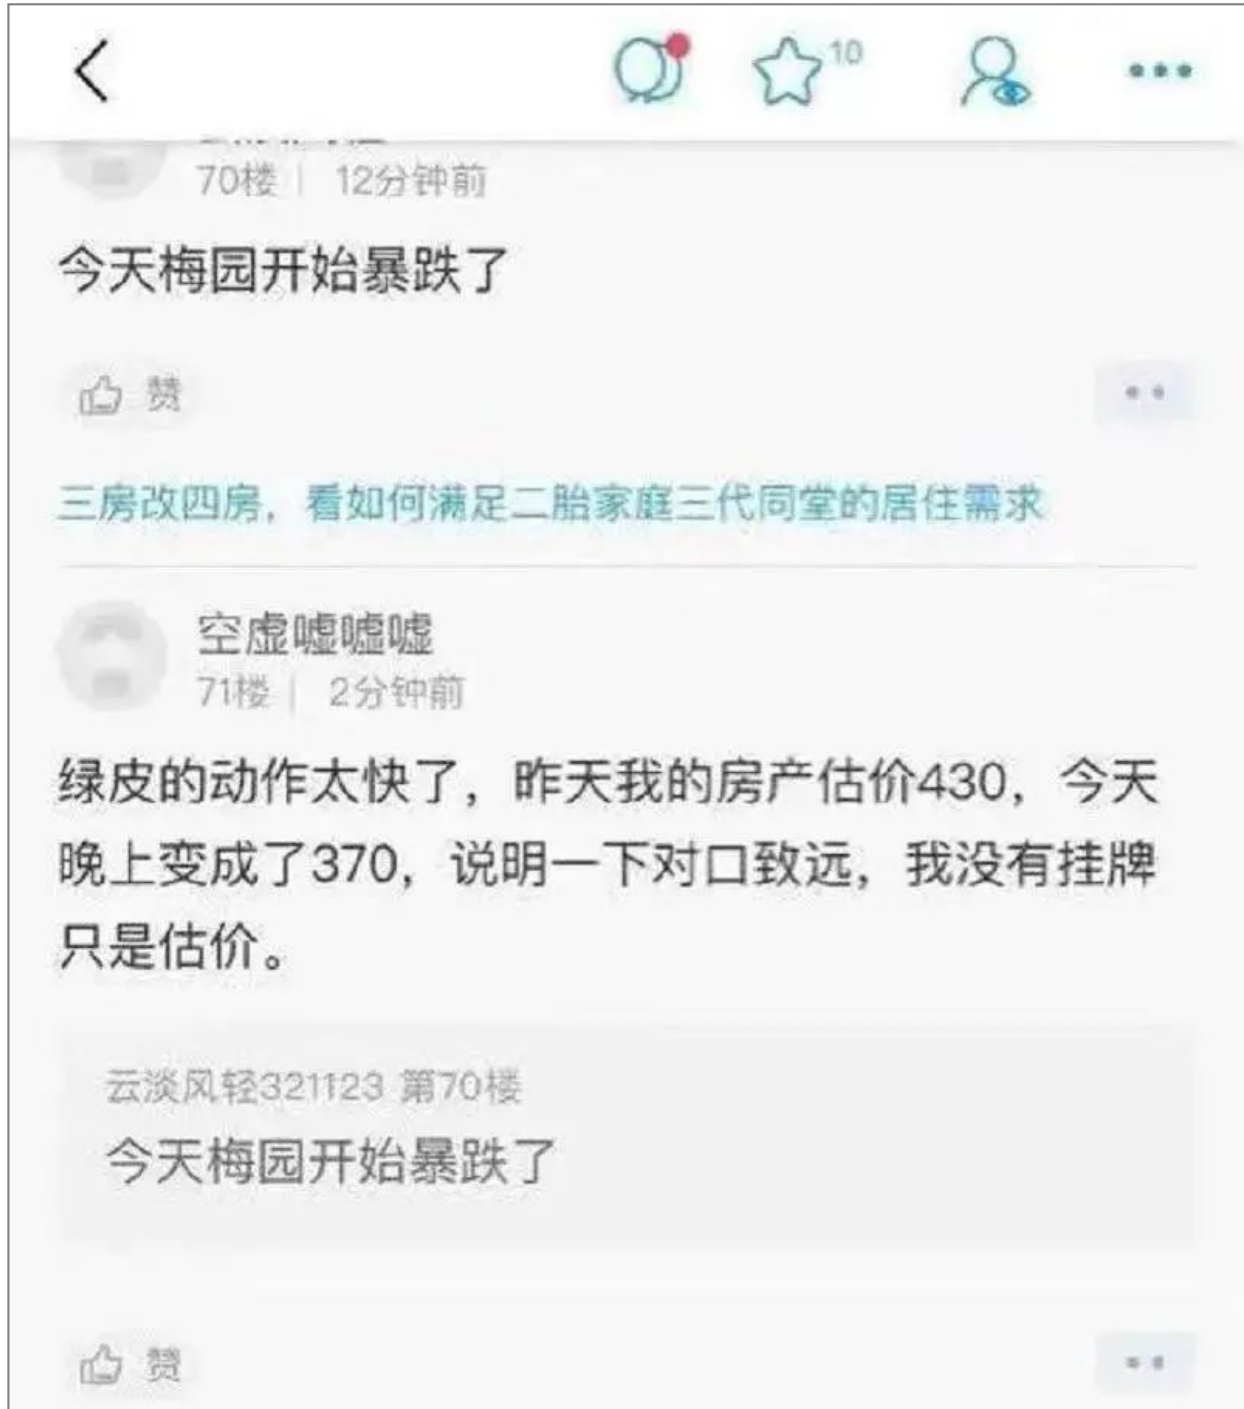 10
70楼 | 12分钟前
今天梅园开始暴跌了
赞
三房改四房，看如何满足二胎家庭三代同堂的居住需求
空虚嘘嘘嘘
71楼 | 2分钟前
绿皮的动作太快了，昨天我的房产估价430，今天
晚上变成了370，说明一下对口致远，我没有挂牌
只是估价。
云淡风轻321123 第70楼
今天梅园开始暴跌了
赞